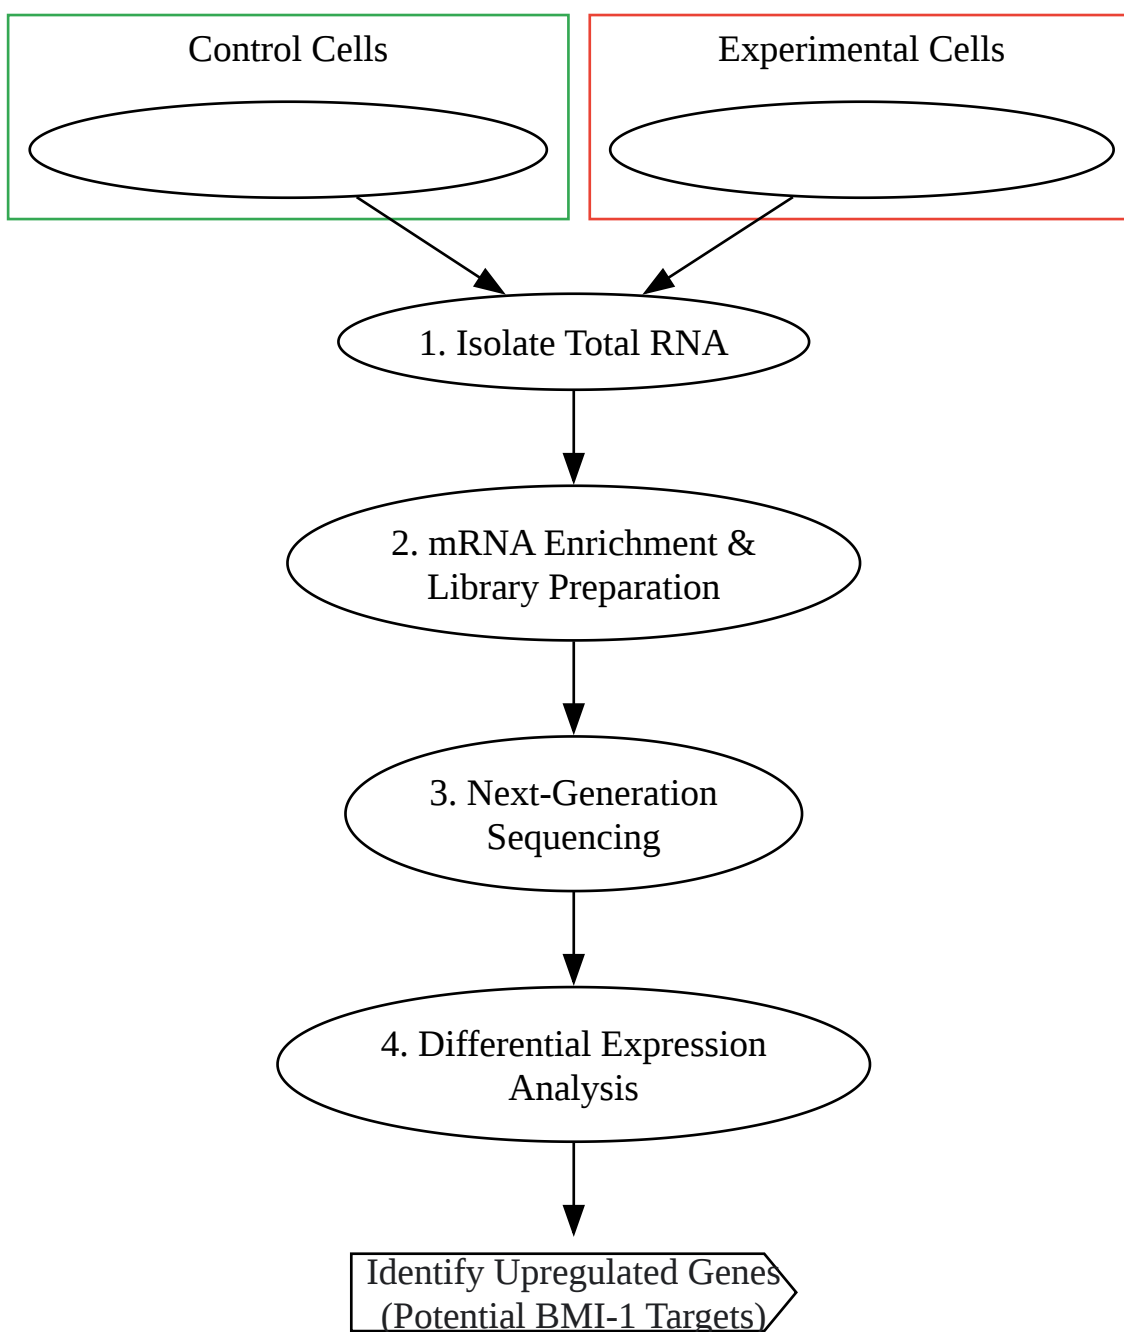 Control Cells
Experimental Cells
1. Isolate Total RNA
2. mRNA Enrichment &
Library Preparation
3. Next-Generation
Sequencing
4. Differential Expression
Analysis
Identify Upregulated Genes
(Potential BMI-1 Targets)